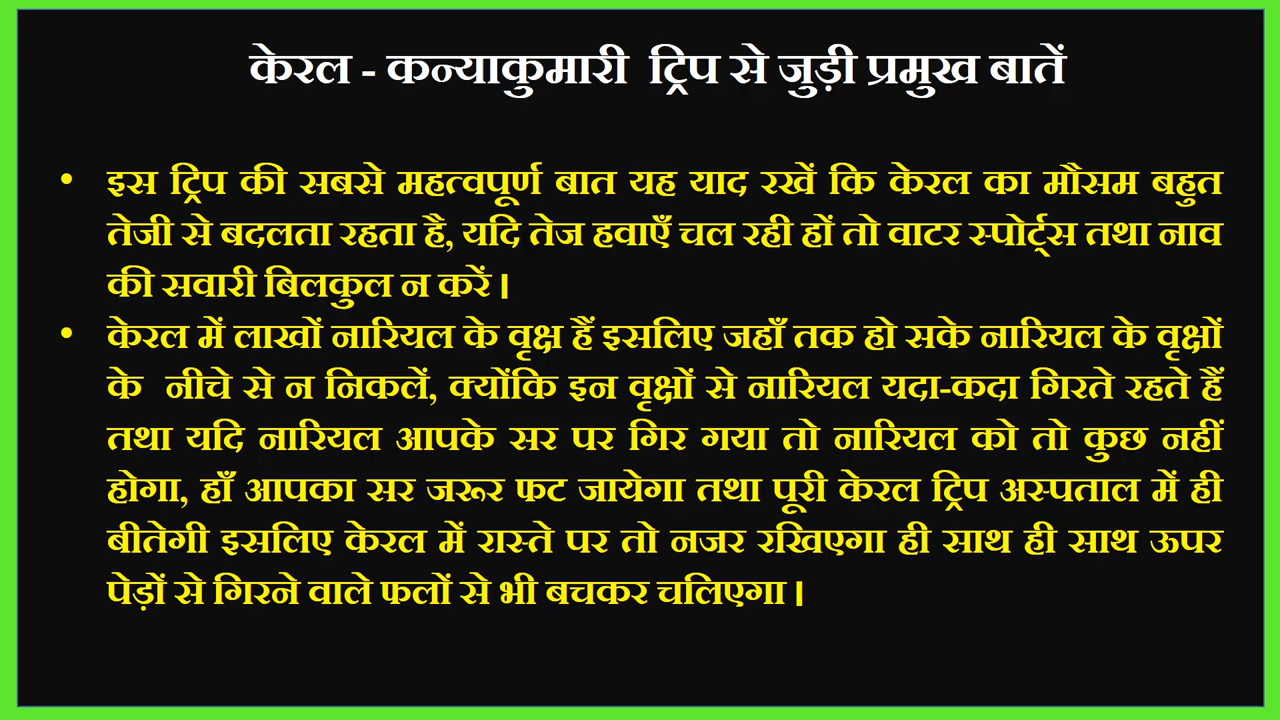 केरल - कन्याकुमारी ट्रिप से जुड़ी प्रमुख बातें
• इस ट्रिप की सबसे महत्वपूर्ण बात यह याद रखें कि केरल का मौसम बहुत
तेजी से बदलता रहता है, यदि तेज हवाएँ चल रही हों तो वाटर स्पोर्ट्स तथा नाव
की सवारी बिलकुल न करें।
• केरल में लाखों नारियल के वृक्ष हैं इसलिए जहाँ तक हो सके नारियल के वृक्षों
के नीचे से न निकलें, क्योंकि इन वृक्षों से नारियल यदा-कदा गिरते रहते हैं
तथा यदि नारियल आपके सर पर गिर गया तो नारियल को तो कुछ नहीं
होगा, हाँ आपका सर जरूर फट जायेगा तथा पूरी केरल ट्रिप अस्पताल में ही
बीतेगी इसलिए केरल में रास्ते पर तो नजर रखिएगा ही साथ ही साथ ऊपर
पेड़ों से गिरने वाले फलों से भी बचकर चलिएगा।